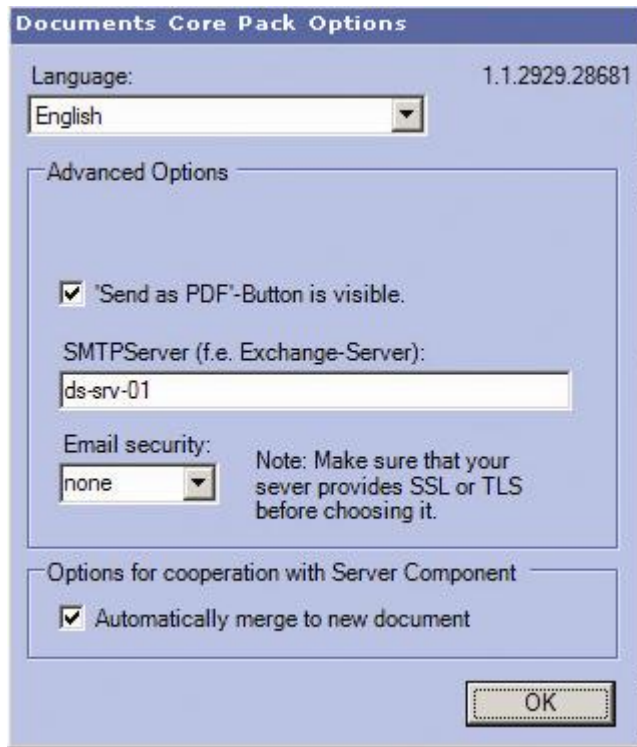 Documents Core Pack Options
Language:
1.1.2929.28681
English
Advanced Options
'Send as PDF'-Button is visible.
SMTPServer (f.e. Exchange-Server):
ds-srv-01
Email security:
none
Note: Make sure that your
sever provides SSL or TLS
before choosing it.
Options for cooperation with Server Component
Automatically merge to new document
OK